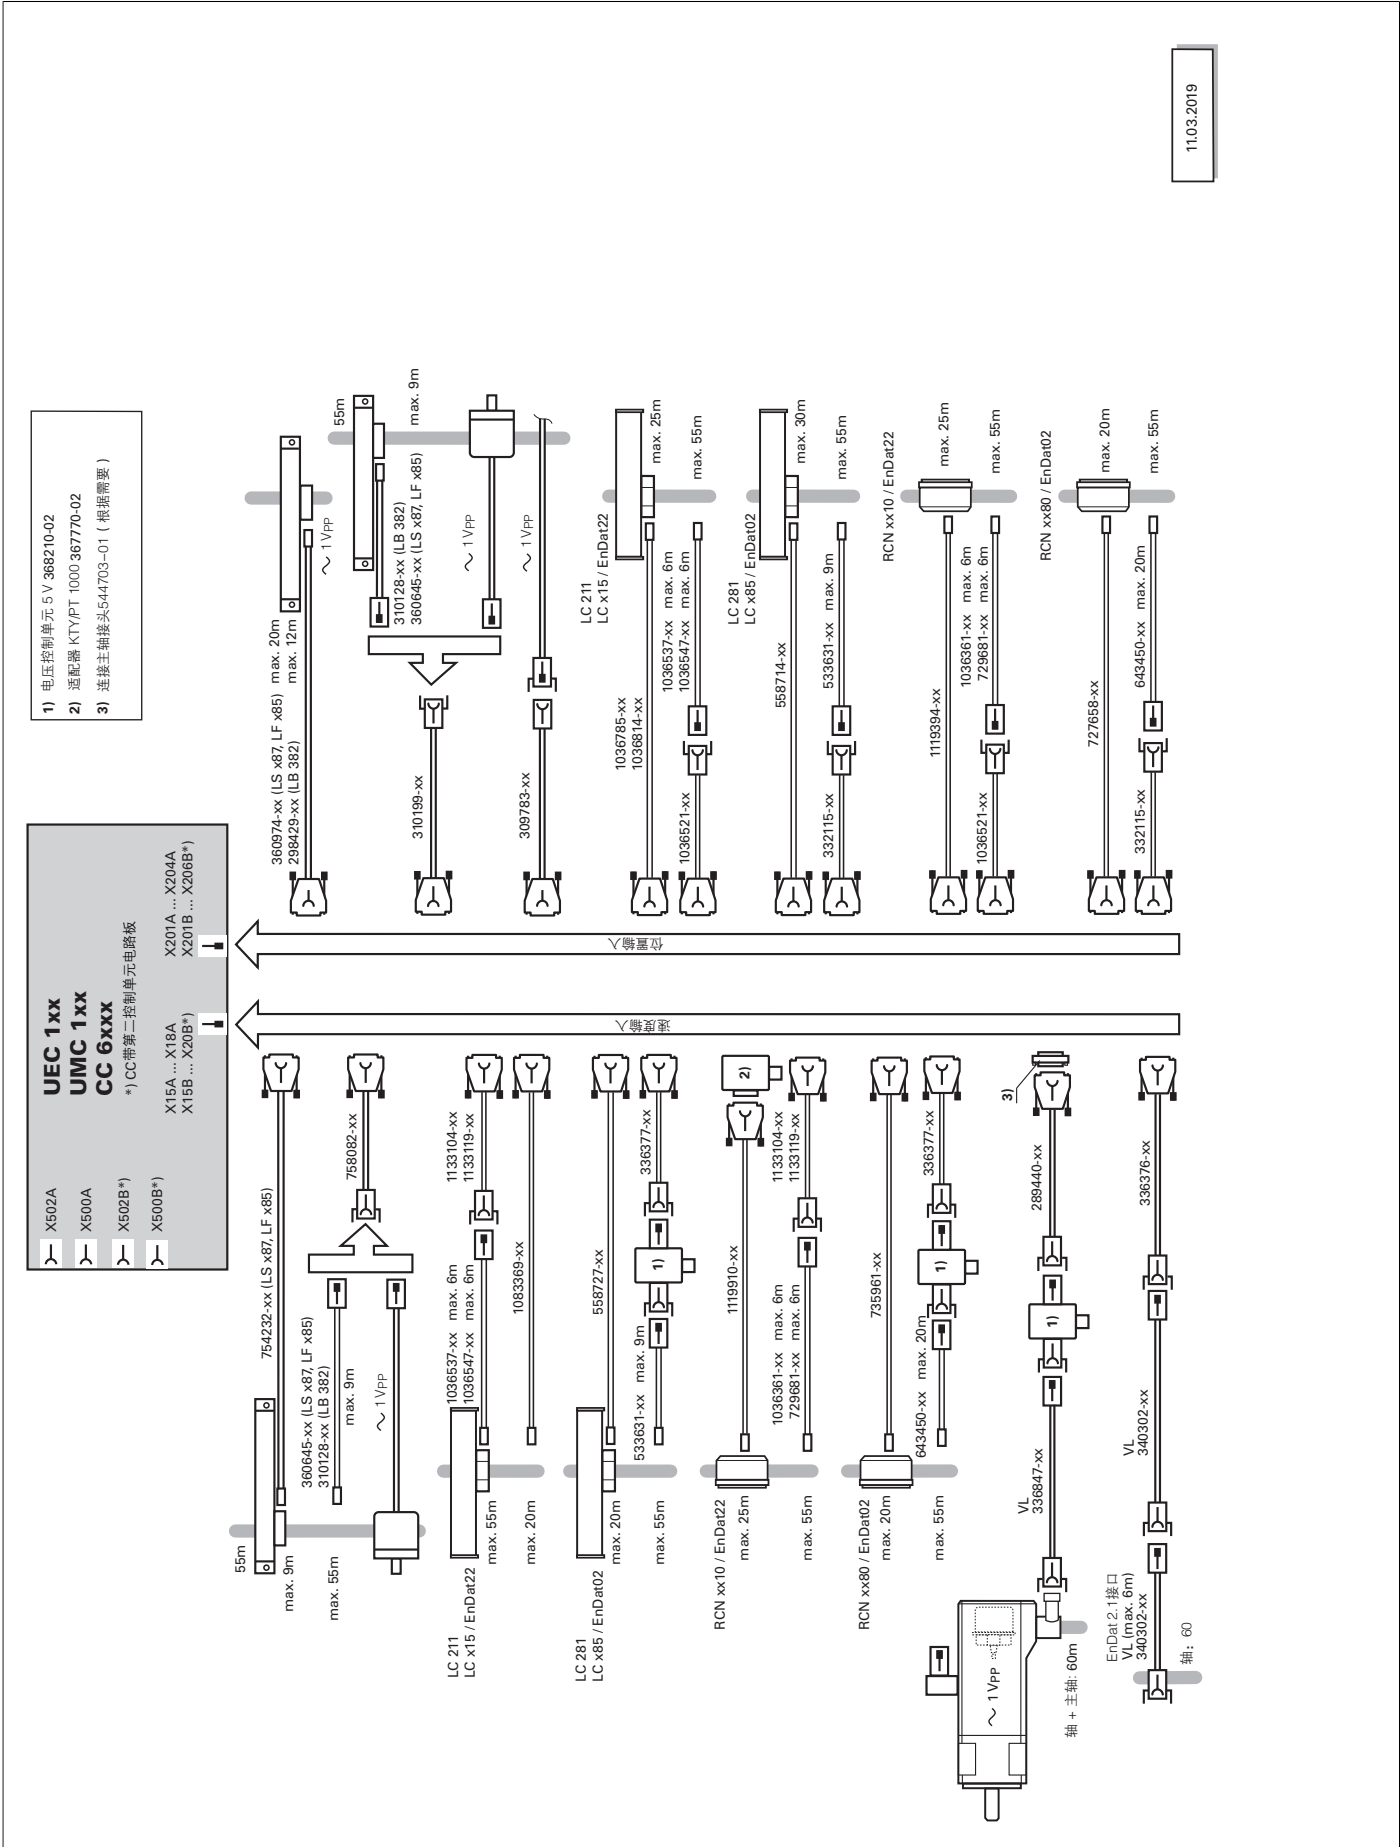 UEC 1xx
UMC 1xx
CC 6xxx
*) CC带第二控制单元电路板
X502A
X500A
X502B*)
X500B*)
X15A ... X18A
X15B ... X20B*)
X201A ... X204A
X201B ... X206B*)
1) 电压控制单元 5 V 368210-02
2) 适配器 KTY/PT 1000 367770-02
3) 连接主轴接头544703–01 ( 根据需要 )
速度输入
位置输入
55m
max. 9m
754232-xx (LS x87, LF x85)
360645-xx (LS x87, LF x85)
310128-xx (LB 382)
max. 9m
max. 55m
~ 1 VPP
758082-xx
LC 211
LC x15 / EnDat22
max. 55m
1036537-xx max. 6m
1036547-xx max. 6m
1133104-xx
1133119-xx
max. 20m
1083369-xx
LC 281
LC x85 / EnDat02
max. 20m
558727-xx
max. 55m
533631-xx max. 9m
1)
336377-xx
RCN xx10 / EnDat22
max. 25m
1119910-xx
2)
max. 55m
1036361-xx max. 6m
729681-xx max. 6m
1133104-xx
1133119-xx
RCN xx80 / EnDat02
max. 20m
735961-xx
max. 55m
643450-xx max. 20m
1)
336377-xx
~ 1 VPP
轴 + 主轴: 60m
VL
336847-xx
1)
289440-xx
3)
EnDat 2.1接口
VL (max. 6m)
340302-xx
轴: 60
VL
340302-xx
336376-xx
360974-xx (LS x87, LF x85) max. 20m
298429-xx (LB 382) max. 12m
~ 1 VPP
310199-xx
55m
max. 9m
310128-xx (LB 382)
360645-xx (LS x87, LF x85)
~ 1 VPP
309783-xx
~ 1 VPP
LC 211
LC x15 / EnDat22
1036785-xx
1036814-xx
max. 25m
1036521-xx
1036537-xx max. 6m
1036547-xx max. 6m
max. 55m
LC 281
LC x85 / EnDat02
558714-xx
max. 30m
332115-xx
533631-xx max. 9m
max. 55m
RCN xx10 / EnDat22
1119394-xx
max. 25m
1036521-xx
1036361-xx max. 6m
729681-xx max. 6m
max. 55m
RCN xx80 / EnDat02
727658-xx
max. 20m
332115-xx
643450-xx max. 20m
max. 55m
11.03.2019